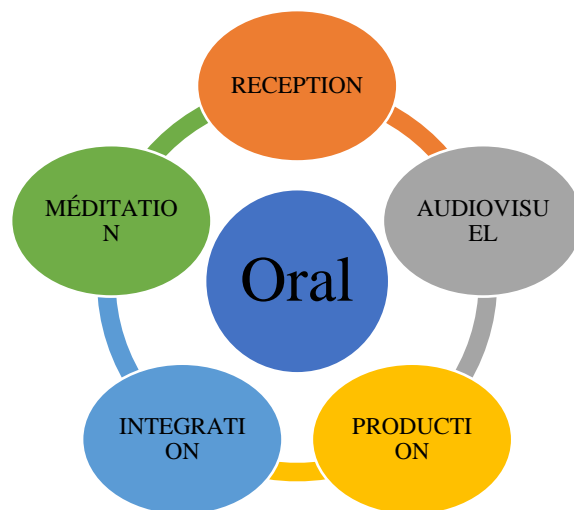 RECEPTION
MÉDITATIO
N
AUDIOVISU
EL
Oral
INTEGRATI
ON
PRODUCTI
ON